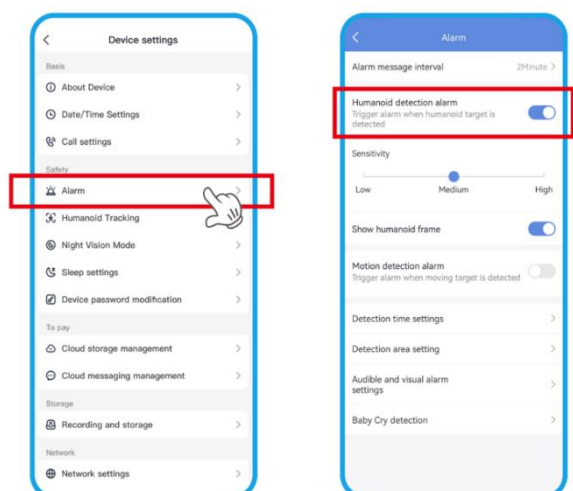 Device settings
Basis
About Device
Date/Time Settings
Call settings
Safety
Alarm
Humanoid Tracking
Night Vision Mode
Sleep settings
Device password modification
To pay
Cloud storage management
Cloud messaging management
Storage
Recording and storage
Network
Network settings
Alarm
Alarm message interval 2Minute
Humanoid detection alarm
Trigger alarm when humanoid target is
detected
Sensitivity
Low Medium High
Show humanoid frame
Motion detection alarm
Trigger alarm when moving target is detected
Detection time settings
Detection area setting
Audible and visual alarm
settings
Baby Cry detection